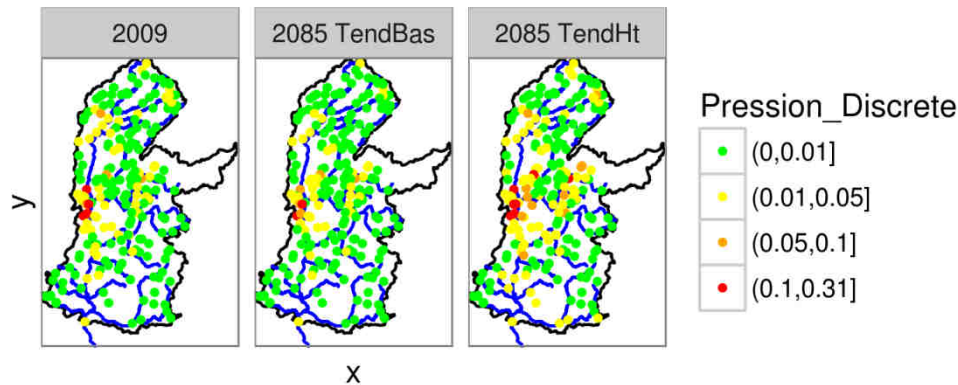 2009
2085 TendBas
2085 TendHt
y
x
Pression_Discrete
(0,0.01]
(0.01,0.05]
(0.05,0.1]
(0.1,0.31]